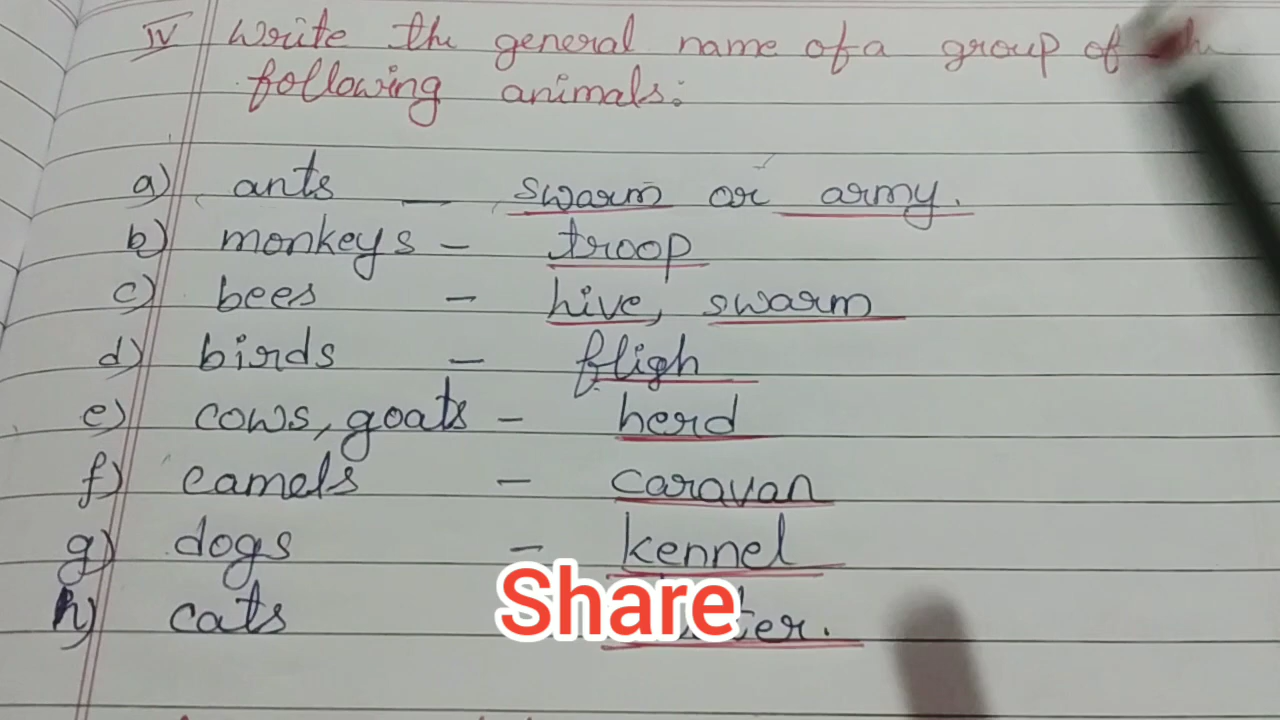 IV Write the general name of a group of
following animals:
a) ants - swarm or army.
b) monkeys - troop
c) bees - hive, swarm
d) birds - fligh
e) cows, goats - herd
f) camels - caravan
g) dogs - kennel
h) cats
Share